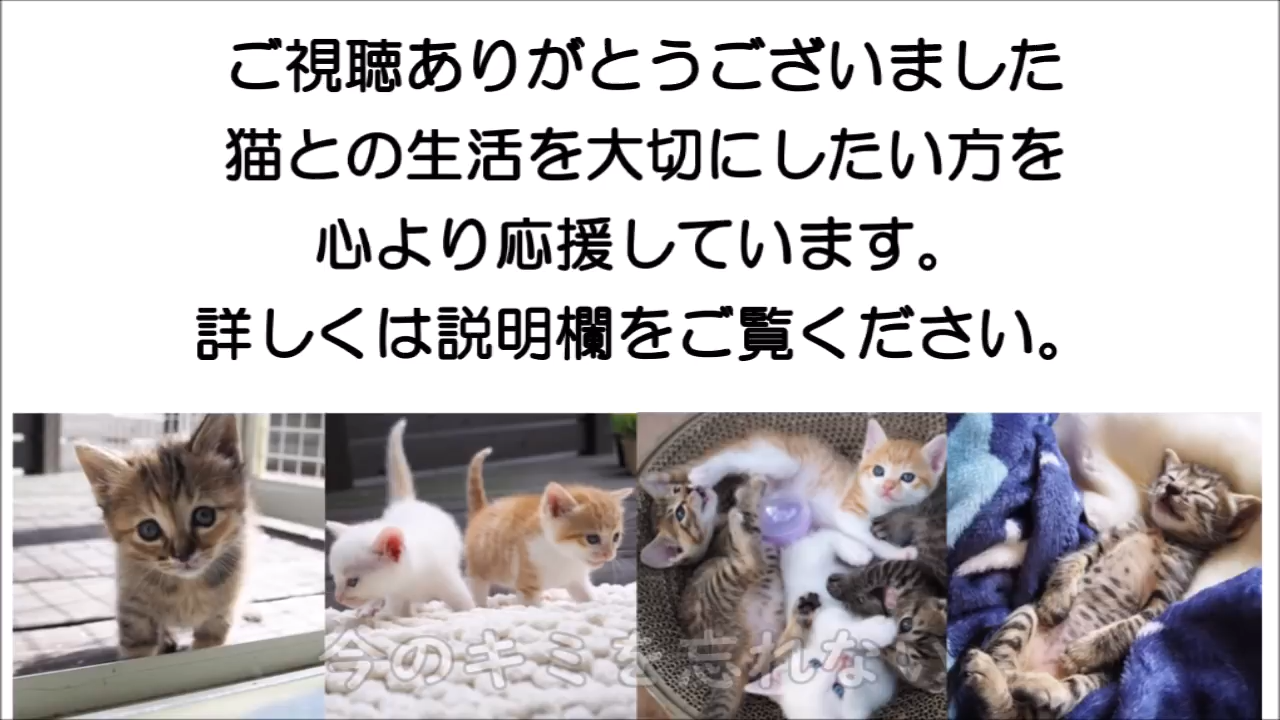 ご視聴ありがとうございました
猫との生活を大切にしたい方を
心より応援しています。
詳しくは説明欄をご覧ください。
今のキミを忘れない